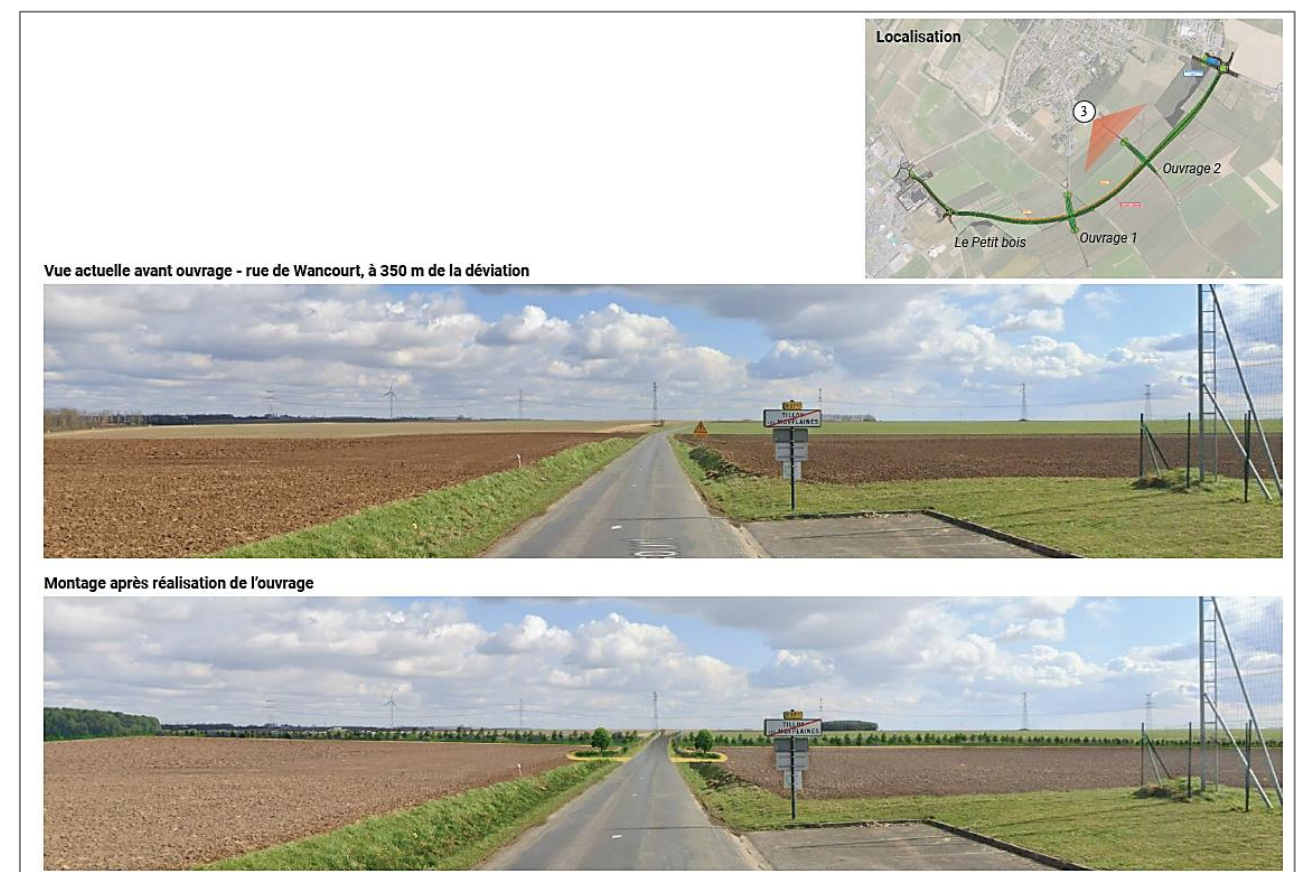 Localisation
3
Ouvrage 2
Ouvrage 1
Le Petit bois
Vue actuelle avant ouvrage - rue de Wancourt, à 350 m de la déviation
TILLOY
LES MOFFLAINES
Montage après réalisation de l'ouvrage
TILLOY
LES MOFFLAINES